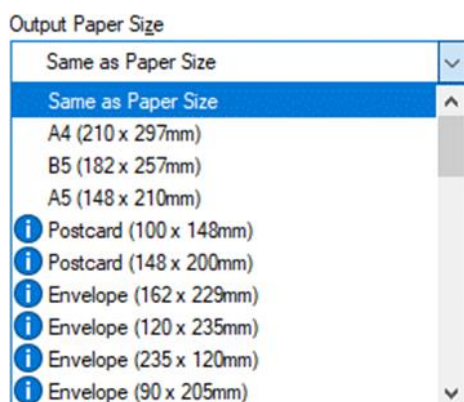 Output Paper Size
Same as Paper Size
Same as Paper Size
A4 (210 x 297mm)
B5 (182 x 257mm)
A5 (148 x 210mm)
Postcard (100 x 148mm)
Postcard (148 x 200mm)
Envelope (162 x 229mm)
Envelope (120 x 235mm)
Envelope (235 x 120mm)
Envelope (90 x 205mm)